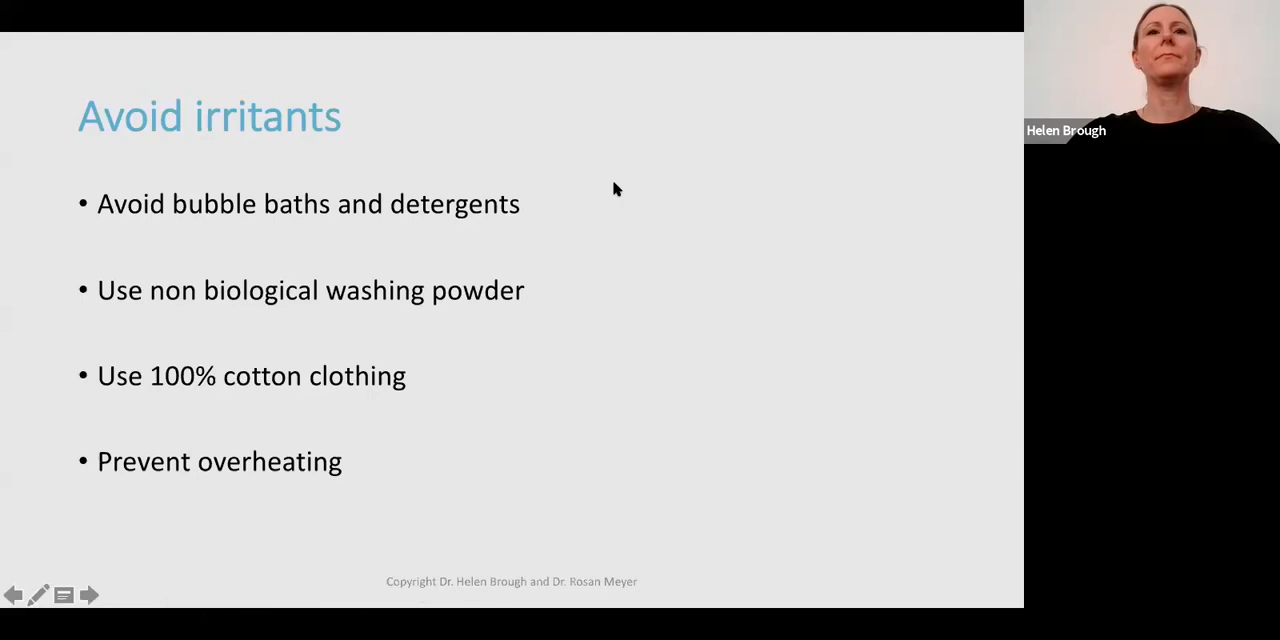 Avoid irritants
• Avoid bubble baths and detergents
• Use non biological washing powder
• Use 100% cotton clothing
• Prevent overheating
Copyright Dr. Helen Brough and Dr. Rosan Meyer
Helen Brough